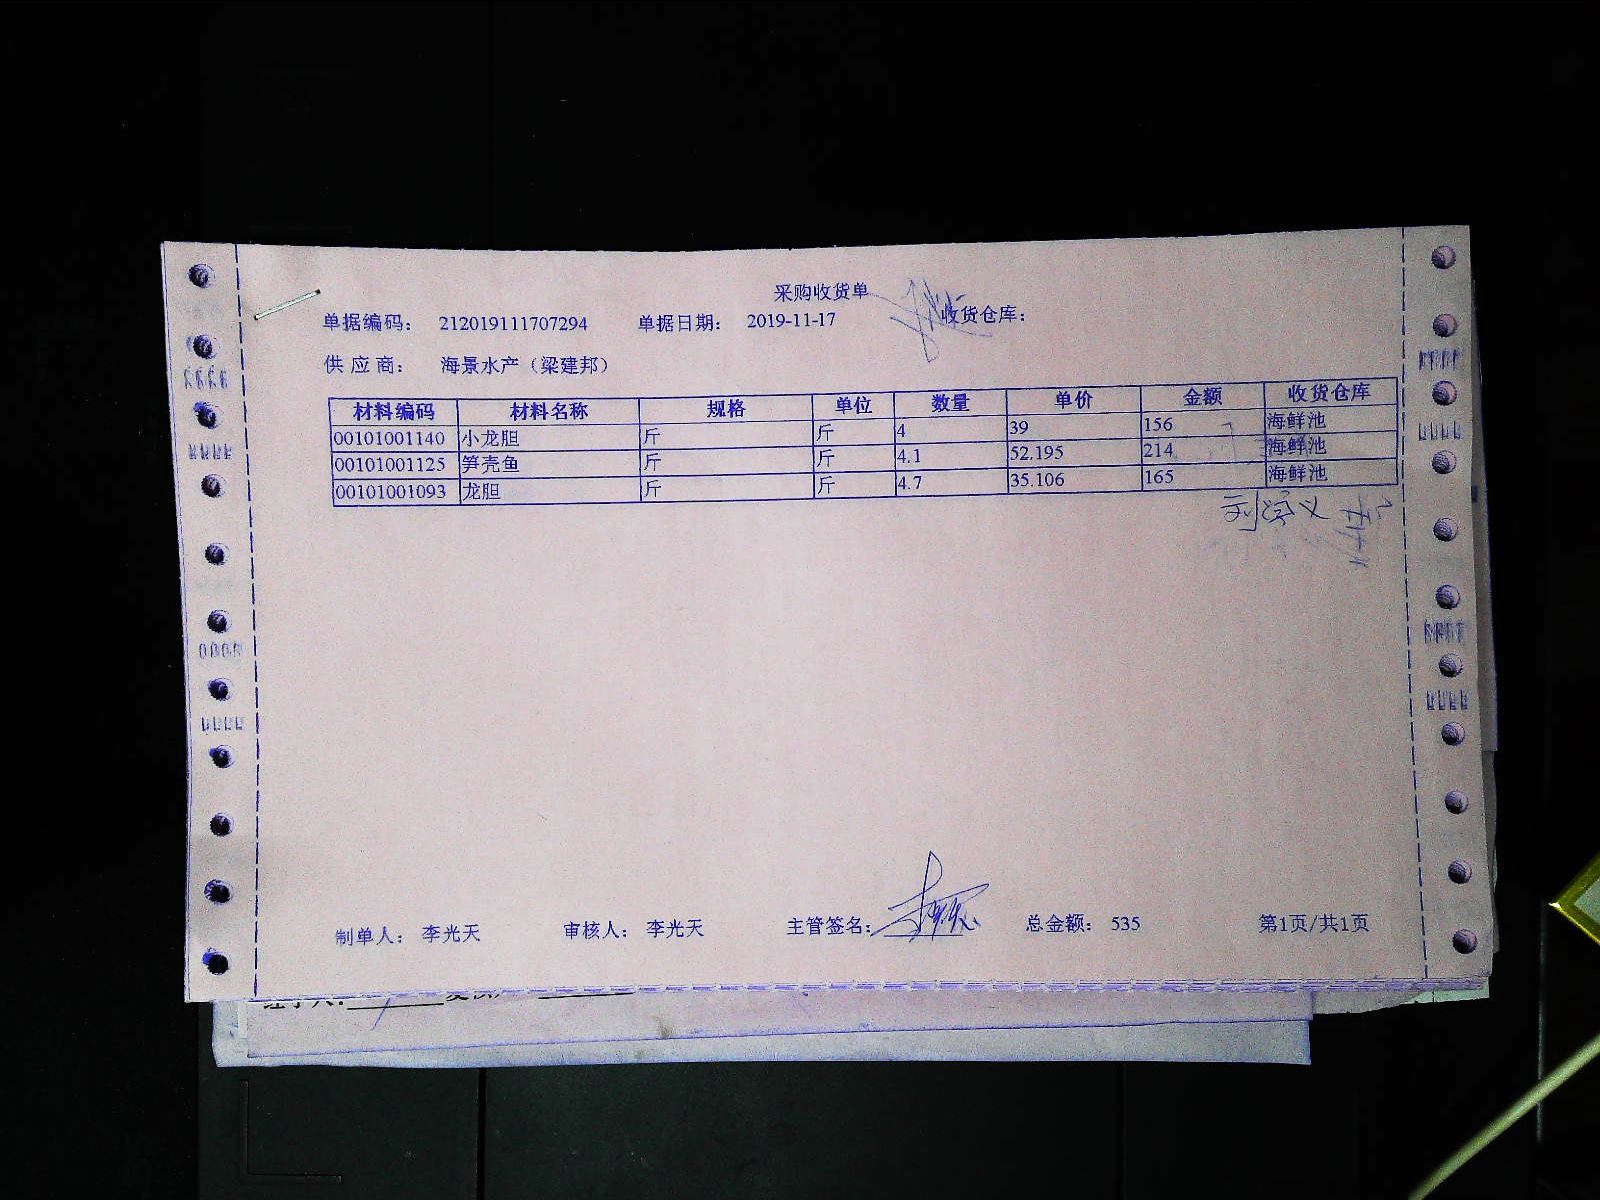 采购收货单
单据编码： 212019111707294 单据日期： 2019-11-17 收货仓库：
供 应 商： 海景水产（梁建邦）
材料编码 材料名称 规格 单位 数量 单价 金额 收货仓库
00101001140 小龙胆 斤 斤 4 39 156 海鲜池
00101001125 笋壳鱼 斤 斤 4.1 52.195 214 海鲜池
00101001093 龙胆 斤 斤 4.7 35.106 165 海鲜池
制单人： 李光天 审核人： 李光天 主管签名： 总金额： 535 第1页/共1页